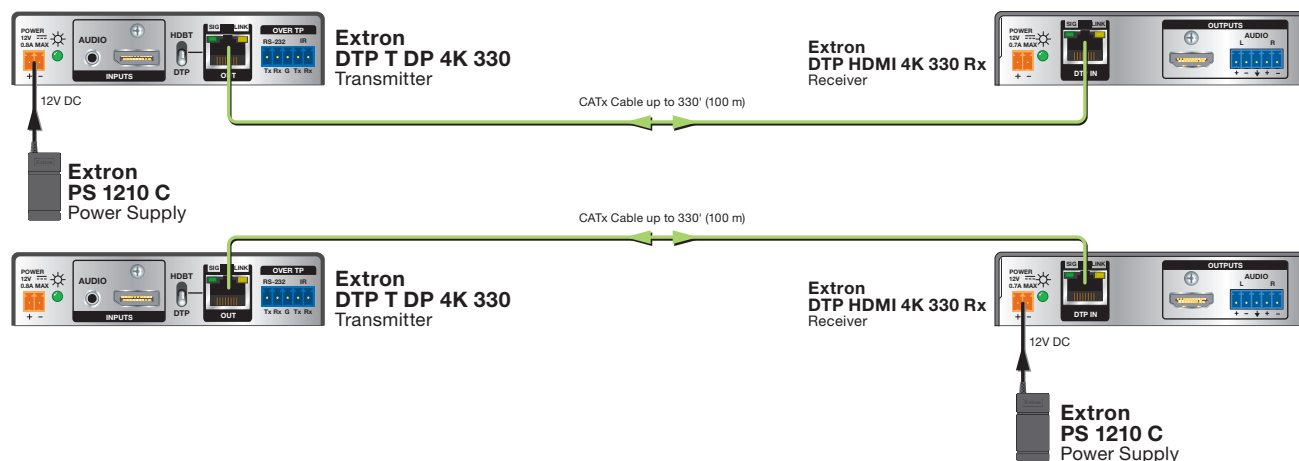 POWER
12V
0.8A MAX
+ −
AUDIO
INPUTS
HDBT
DTP
SIG LINK
OUT
OVER TP
RS-232 IR
Tx Rx G Tx Rx
Extron
DTP T DP 4K 330
Transmitter
12V DC
Extron
PS 1210 C
Power Supply
CATx Cable up to 330' (100 m)
Extron
DTP HDMI 4K 330 Rx
Receiver
POWER
12V
0.7A MAX
+ −
SIG LINK
DTP IN
OUTPUTS
AUDIO
L R
+ − + −
CATx Cable up to 330' (100 m)
POWER
12V
0.8A MAX
+ −
AUDIO
INPUTS
HDBT
DTP
SIG LINK
OUT
OVER TP
RS-232 IR
Tx Rx G Tx Rx
Extron
DTP T DP 4K 330
Transmitter
Extron
DTP HDMI 4K 330 Rx
Receiver
POWER
12V
0.7A MAX
+ −
SIG LINK
DTP IN
OUTPUTS
AUDIO
L R
+ − + −
12V DC
Extron
PS 1210 C
Power Supply